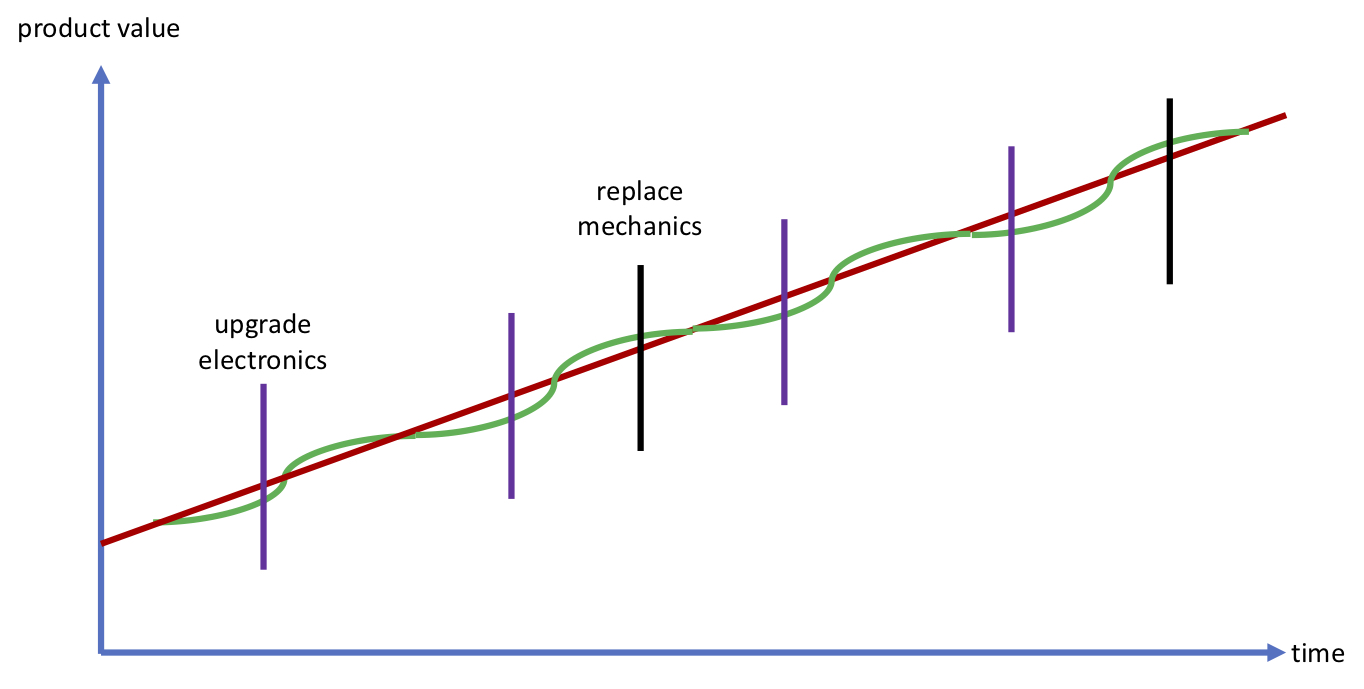 product value
replace
mechanics
upgrade
electronics
time